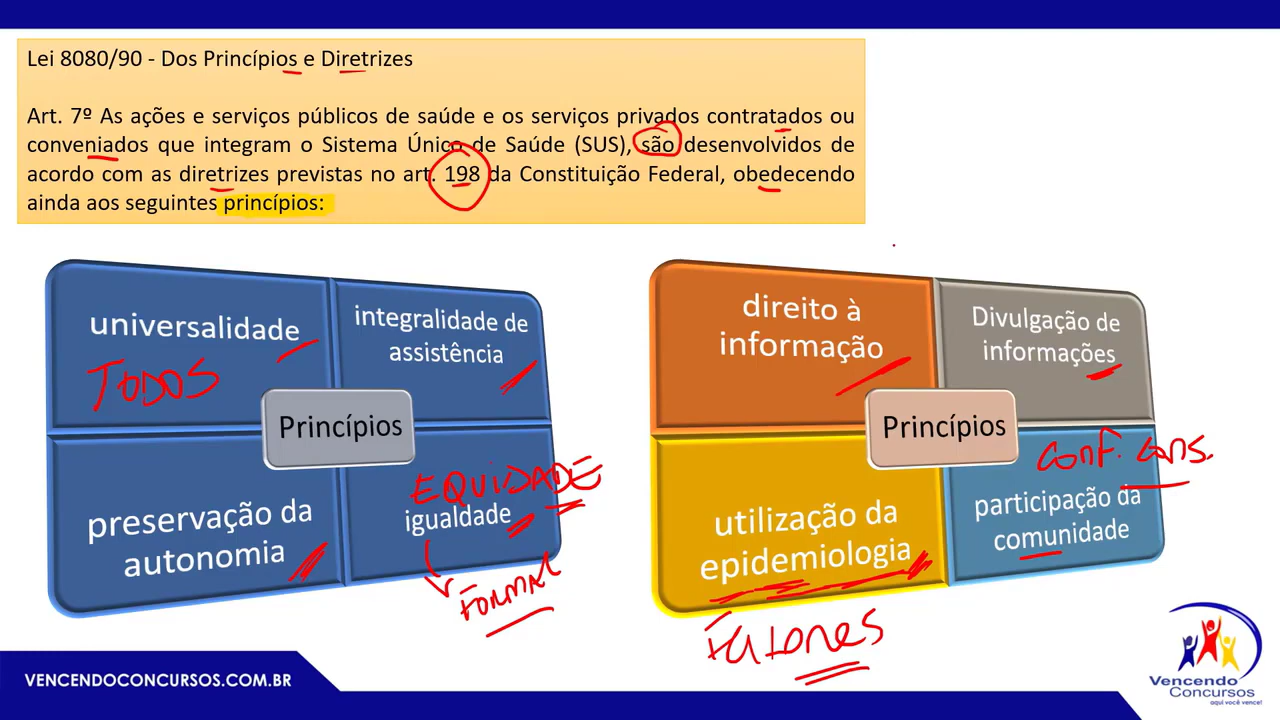 Lei 8080/90 - Dos Princípios e Diretrizes
Art. 7º As ações e serviços públicos de saúde e os serviços privados contratados ou
conveniados que integram o Sistema Único de Saúde (SUS), são desenvolvidos de
acordo com as diretrizes previstas no art. 198 da Constituição Federal, obedecendo
ainda aos seguintes princípios:
universalidade
TODOS
integralidade de
assistência
Princípios
preservação da
autonomia
EQUIDADE
igualdade
FORMAL
direito à
informação
Divulgação de
informações
Princípios
utilização da
epidemiologia
FATORES
conf. cons.
participação da
comunidade
VENCENDOCONCURSOS.COM.BR
Vencendo
Concursos
aqui você vence!